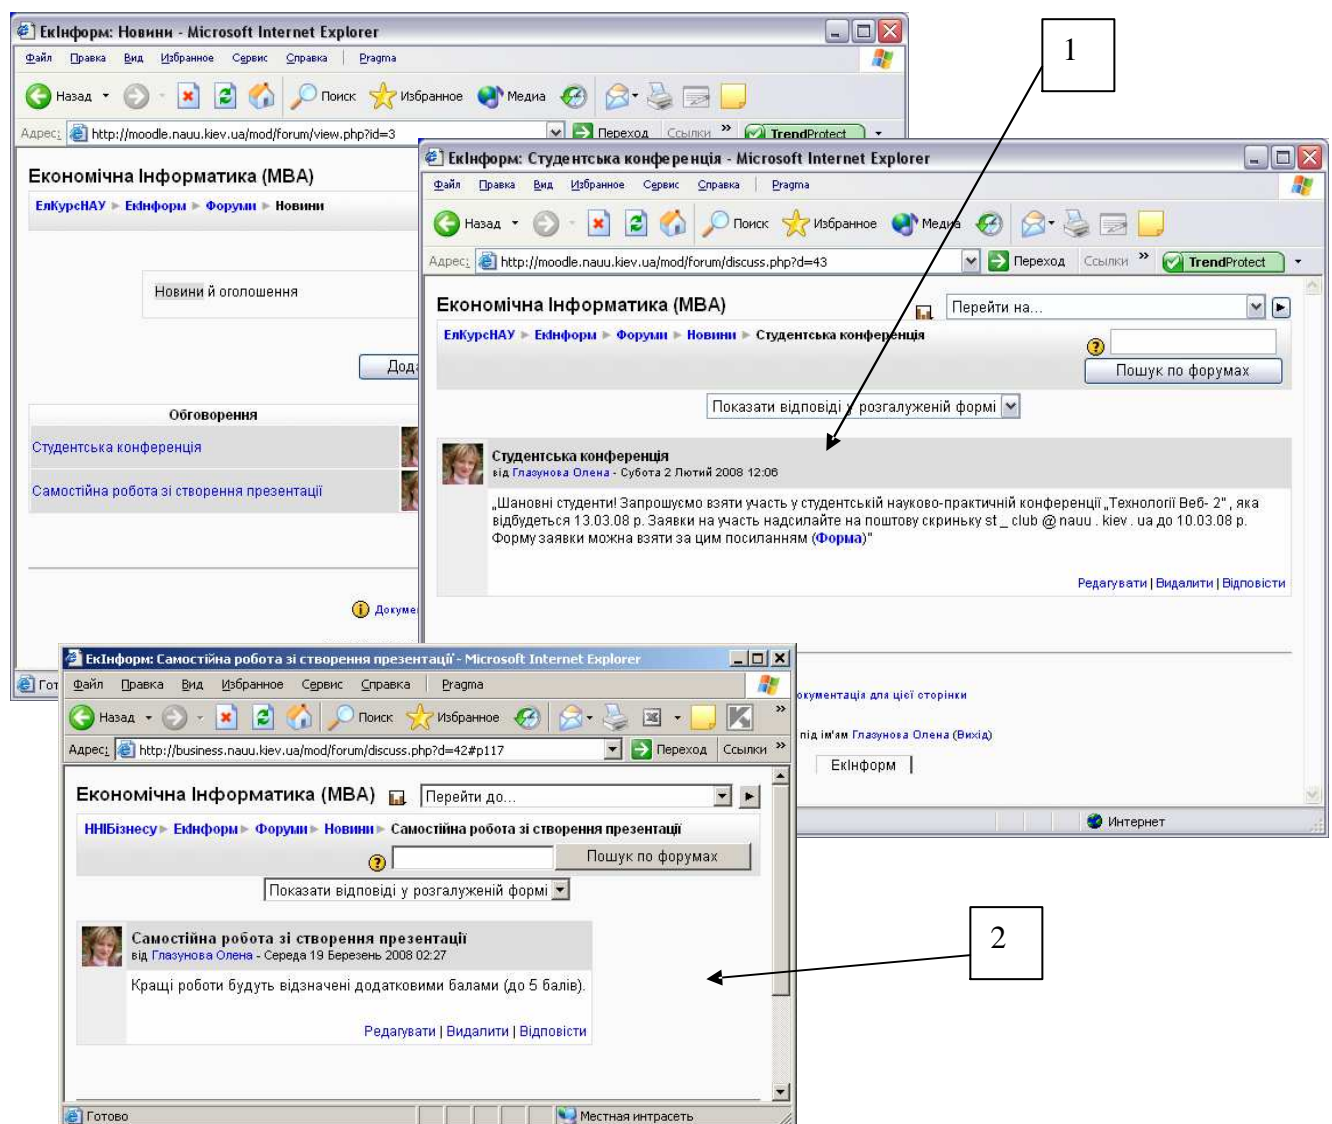 ЕкІнформ: Новини - Microsoft Internet Explorer
Файл Правка Вид Избранное Сервис Справка Pragma
Назад Поиск Избранное Медиа
Адрес: http://moodle.nauu.kiev.ua/mod/forum/view.php?id=3 Переход Ссылки » TrendProtect
Економічна Інформатика (MBA)
ЕлКурсНАУ ► ЕкІнформ ► Форуми ► Новини
Новини й оголошення
Обговорення
Студентська конференція
Самостійна робота зі створення презентації
1
ЕкІнформ: Студентська конференція - Microsoft Internet Explorer
Файл Правка Вид Избранное Сервис Справка Pragma
Назад Поиск Избранное Медиа
Адрес: http://moodle.nauu.kiev.ua/mod/forum/discuss.php?d=43 Переход Ссылки » TrendProtect
Економічна Інформатика (MBA) Перейти на...
ЕлКурсНАУ ► ЕкІнформ ► Форуми ► Новини ► Студентська конференція
Пошук по форумах
Показати відповіді у розгалуженій формі
Студентська конференція
від Глазунова Олена - Субота 2 Лютий 2008 12:06
„Шановні студенти! Запрошуємо взяти участь у студентській науково-практичній конференції „Технології Веб- 2" , яка
відбудеться 13.03.08 р. Заявки на участь надсилайте на поштову скриньку st _ club @ nauu . kiev . ua до 10.03.08 р.
Форму заявки можна взяти за цим посиланням (Форма)"
Редагувати | Видалити | Відповісти
для цієї сторінки
під ім'ям Глазунова Олена (Вихід)
ЕкІнформ
Интернет
ЕкІнформ: Самостійна робота зі створення презентації - Microsoft Internet Explorer
Файл Правка Вид Избранное Сервис Справка Pragma
Назад Поиск Избранное »
Адрес: http://business.nauu.kiev.ua/mod/forum/discuss.php?d=42#p117 Переход Ссылки »
Економічна Інформатика (MBA) Перейти до...
ННІБізнесу ► ЕкІнформ ► Форуми ► Новини ► Самостійна робота зі створення презентації
Пошук по форумах
Показати відповіді у розгалуженій формі
Самостійна робота зі створення презентації
від Глазунова Олена - Середа 19 Березень 2008 02:27
Кращі роботи будуть відзначені додатковими балами (до 5 балів).
Редагувати | Видалити | Відповісти
Готово Местная интрасеть
2